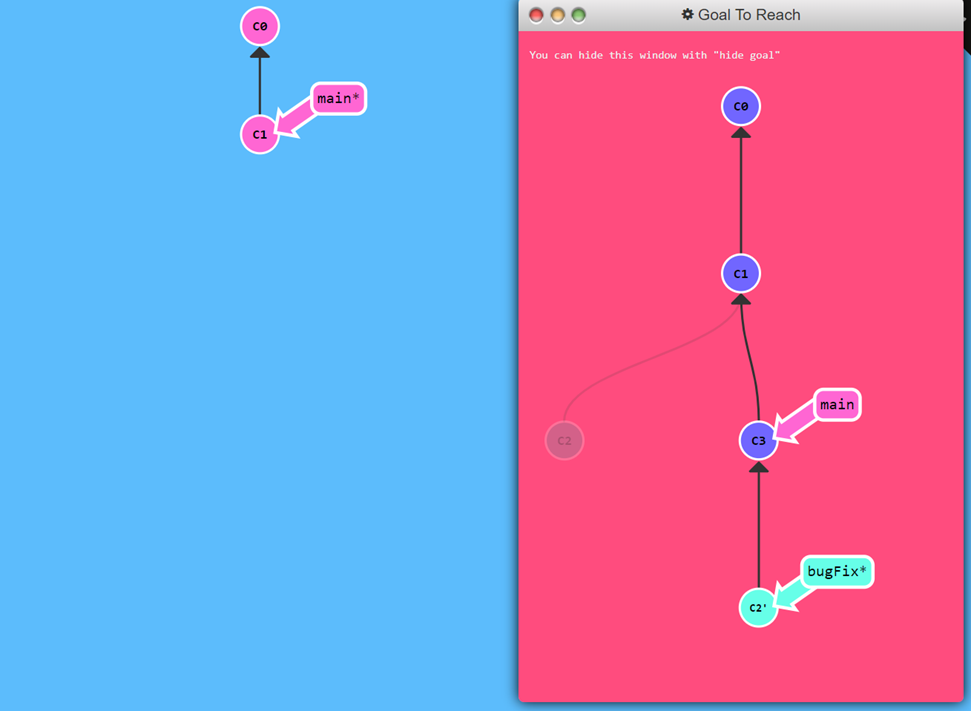 C0
main*
C1
Goal To Reach
You can hide this window with "hide goal"
C0
C1
C2
main
C3
bugFix*
C2'